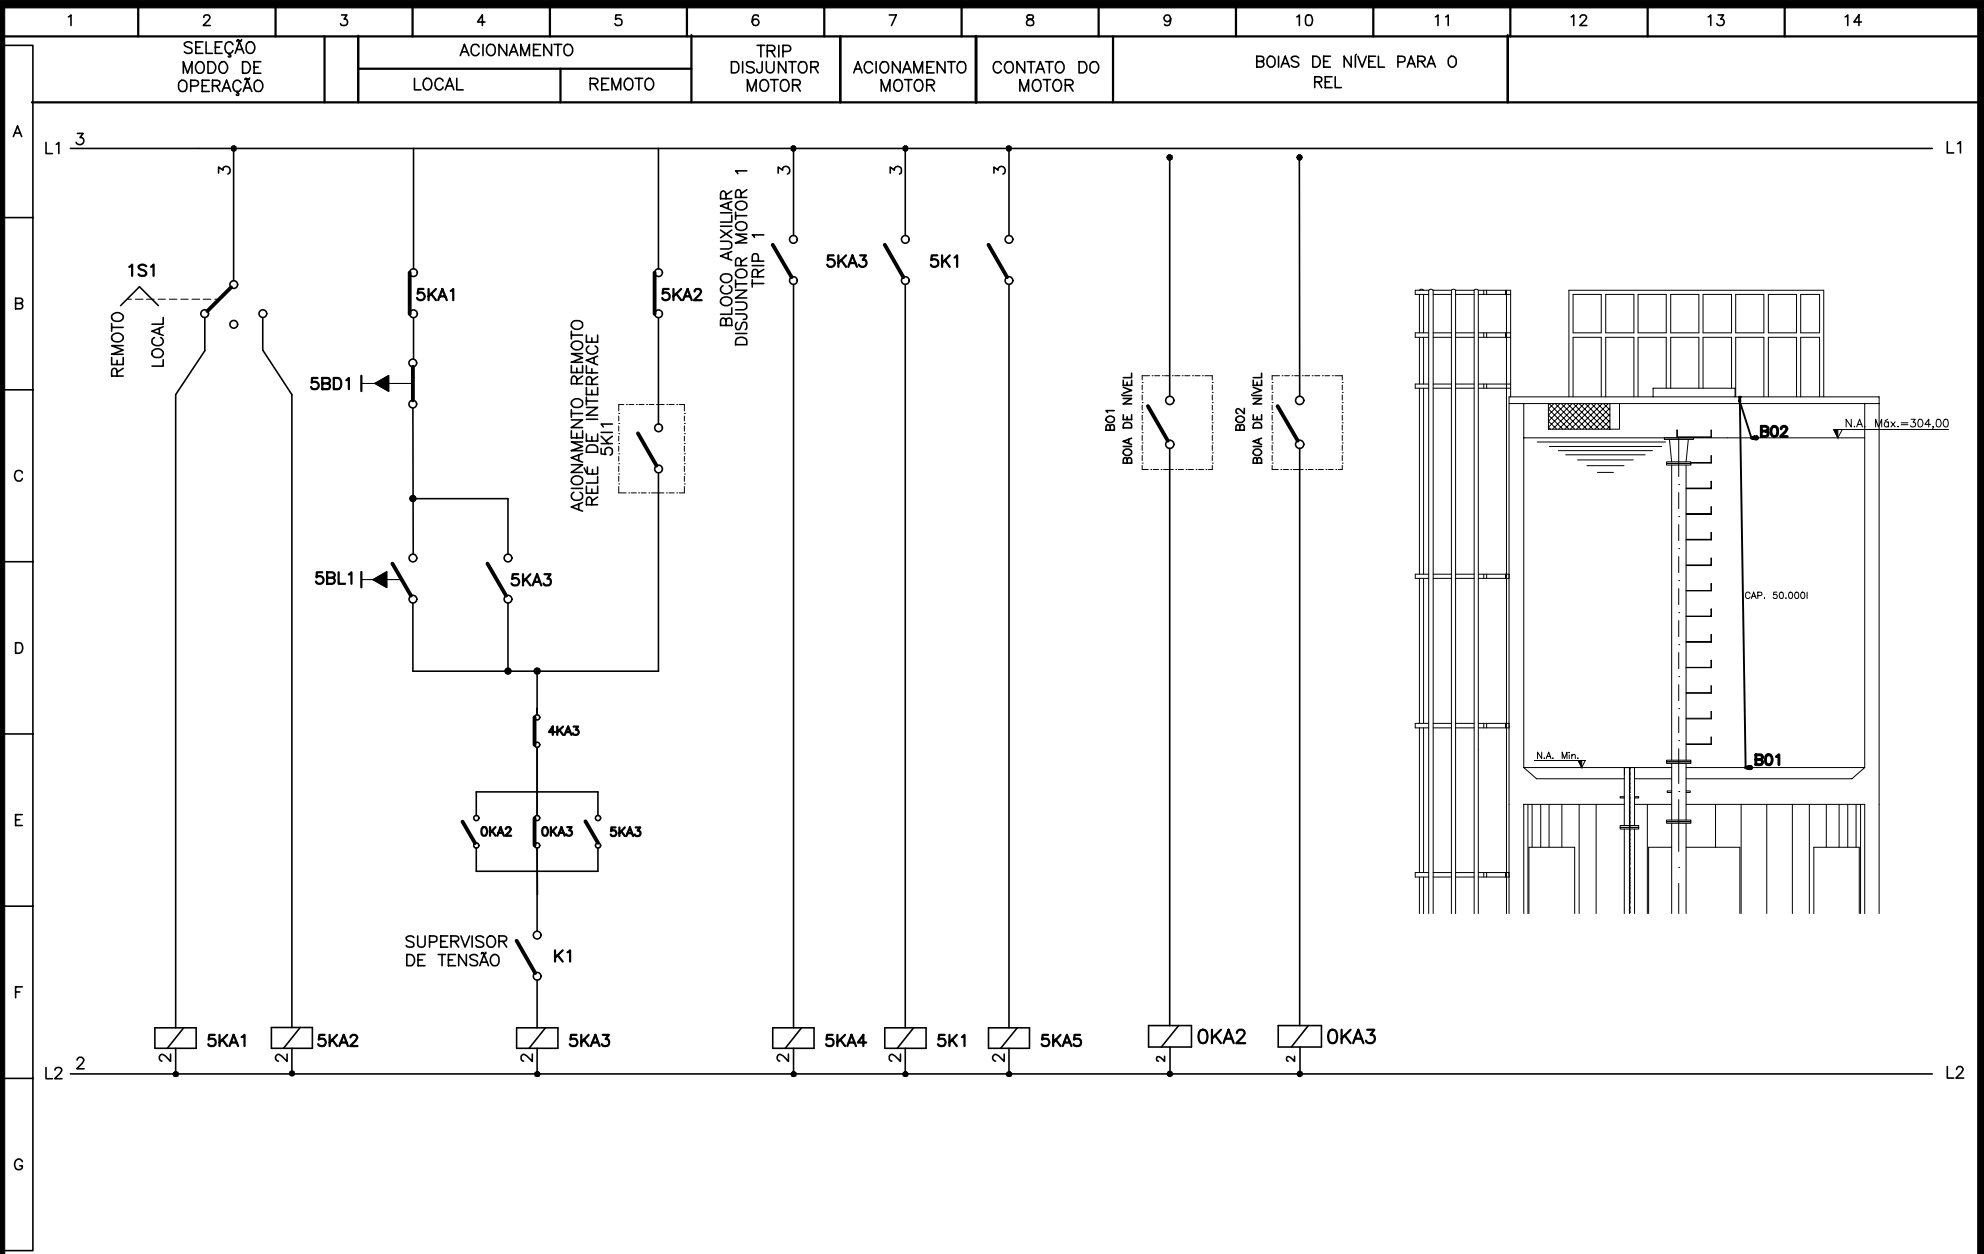 1 2 3 4 5 6 7 8 9 10 11 12 13 14
SELEÇÃO
MODO DE
OPERAÇÃO
ACIONAMENTO
LOCAL
REMOTO
TRIP
DISJUNTOR
MOTOR
ACIONAMENTO
MOTOR
CONTATO DO
MOTOR
BOIAS DE NÍVEL PARA O
REL
A
B
C
D
E
F
G
L1
3
L1
3
3
3
3
1S1
REMOTO
LOCAL
5KA1
5KA2
5BD1
ACIONAMENTO REMOTO
RELÉ DE INTERFACE
5KI1
BLOCO AUXILIAR
DISJUNTOR MOTOR 1
TRIP 1
5KA3
5K1
BO1
BOIA DE NÍVEL
BO2
BOIA DE NÍVEL
5BL1
5KA3
4KA3
0KA2
0KA3
5KA3
SUPERVISOR
DE TENSÃO
K1
BO2
N.A. Máx.=304,00
CAP. 50.000l
N.A. Min.
BO1
5KA1
5KA2
5KA3
5KA4
5K1
5KA5
0KA2
0KA3
2
2
2
2
2
2
2
2
L2
2
L2